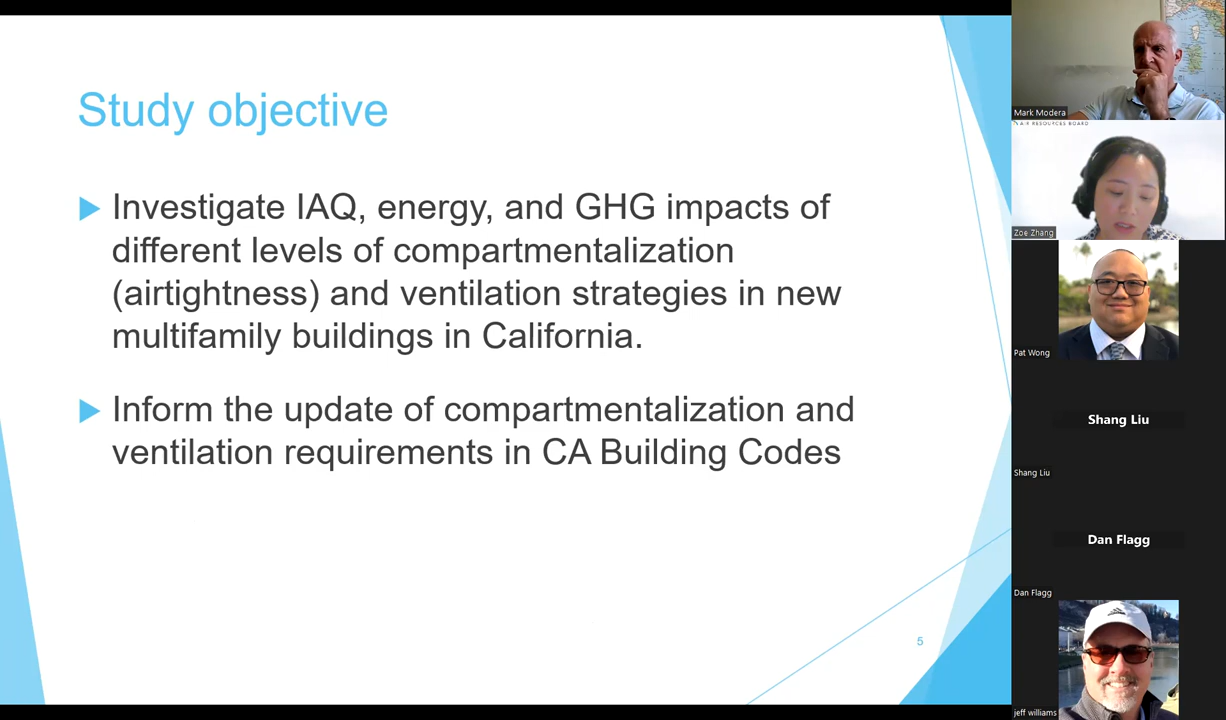 Study objective
Investigate IAQ, energy, and GHG impacts of
different levels of compartmentalization
(airtightness) and ventilation strategies in new
multifamily buildings in California.
Inform the update of compartmentalization and
ventilation requirements in CA Building Codes
5
Mark Modera
AIR RESOURCES BOARD
Zoe Zhang
Pat Wong
Shang Liu
Shang Liu
Dan Flagg
Dan Flagg
jeff williams